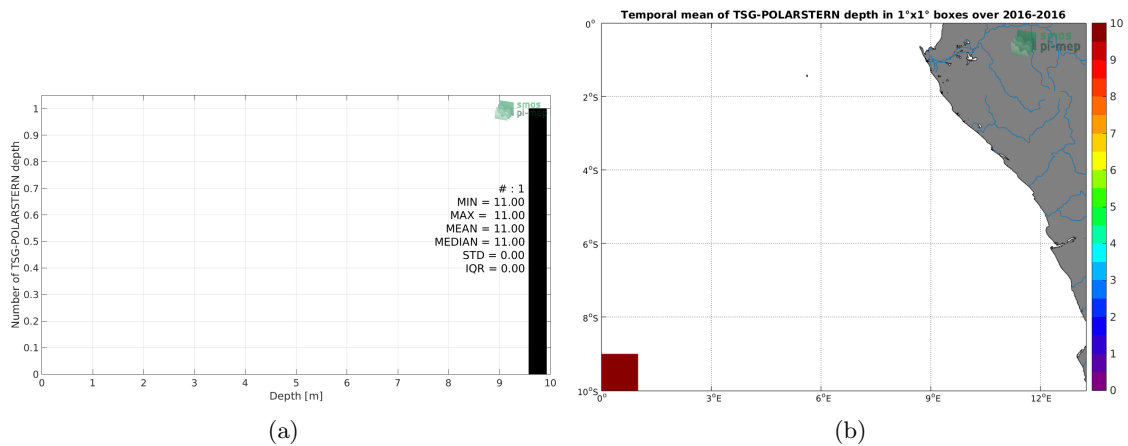 smos
pi-mep
Number of TSG-POLARSTERN depth
1
0.9
0.8
0.7
0.6
0.5
0.4
0.3
0.2
0.1
0
# : 1
MIN = 11.00
MAX = 11.00
MEAN = 11.00
MEDIAN = 11.00
STD = 0.00
IQR = 0.00
0 1 2 3 4 5 6 7 8 9 10
Depth [m]
(a)
Temporal mean of TSG-POLARSTERN depth in 1°x1° boxes over 2016-2016
smos
pi-mep
0°
2°S
4°S
6°S
8°S
10°S
0° 3°E 6°E 9°E 12°E
10
9
8
7
6
5
4
3
2
1
0
(b)